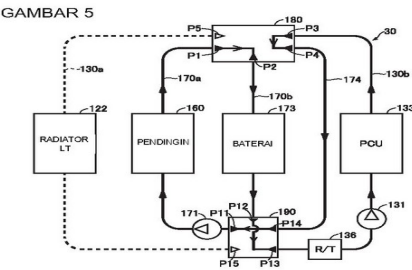 GAMBAR 5
180
P5
P3
30
P1
P4
P2
130a
170a
170b
174
130b
122
160
173
133
RADIATOR
LT
PENDINGIN
BATERAI
PCU
131
171
P12
190
P11
P14
136
R/T
P15
P13